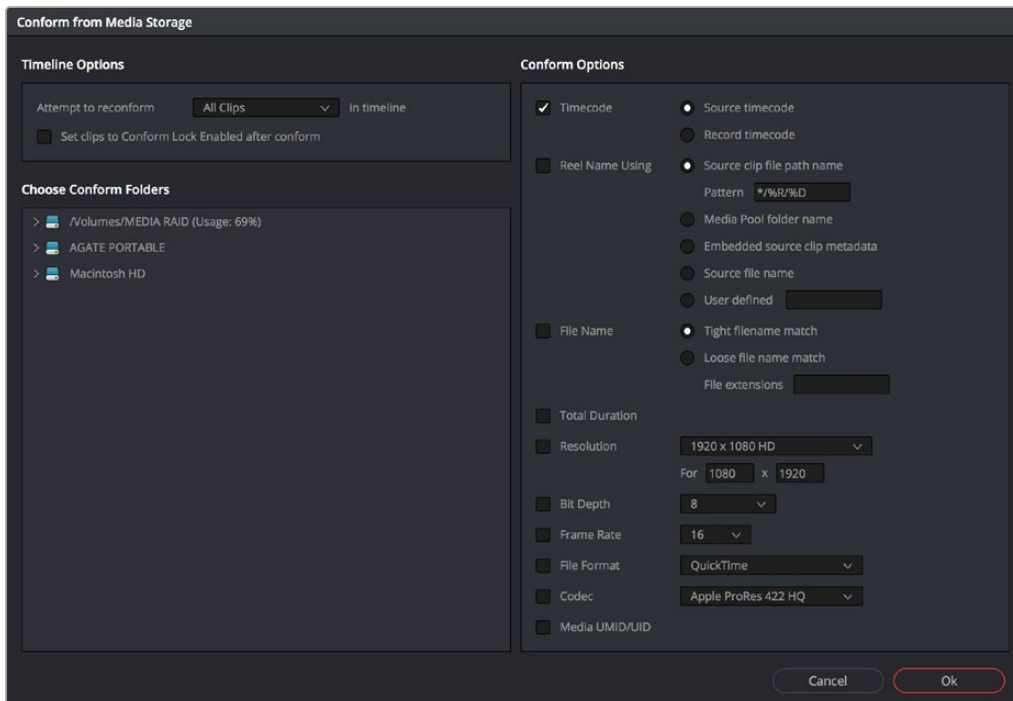 Conform from Media Storage
Timeline Options
Attempt to reconform All Clips in timeline
Set clips to Conform Lock Enabled after conform
Choose Conform Folders
/Volumes/MEDIA RAID (Usage: 69%)
AGATE PORTABLE
Macintosh HD
Conform Options
Timecode Source timecode
Record timecode
Reel Name Using Source clip file path name
Pattern */%R/%D
Media Pool folder name
Embedded source clip metadata
Source file name
User defined
File Name Tight filename match
Loose file name match
File extensions
Total Duration
Resolution 1920 x 1080 HD
For 1080 x 1920
Bit Depth 8
Frame Rate 16
File Format QuickTime
Codec Apple ProRes 422 HQ
Media UMID/UID
Cancel Ok